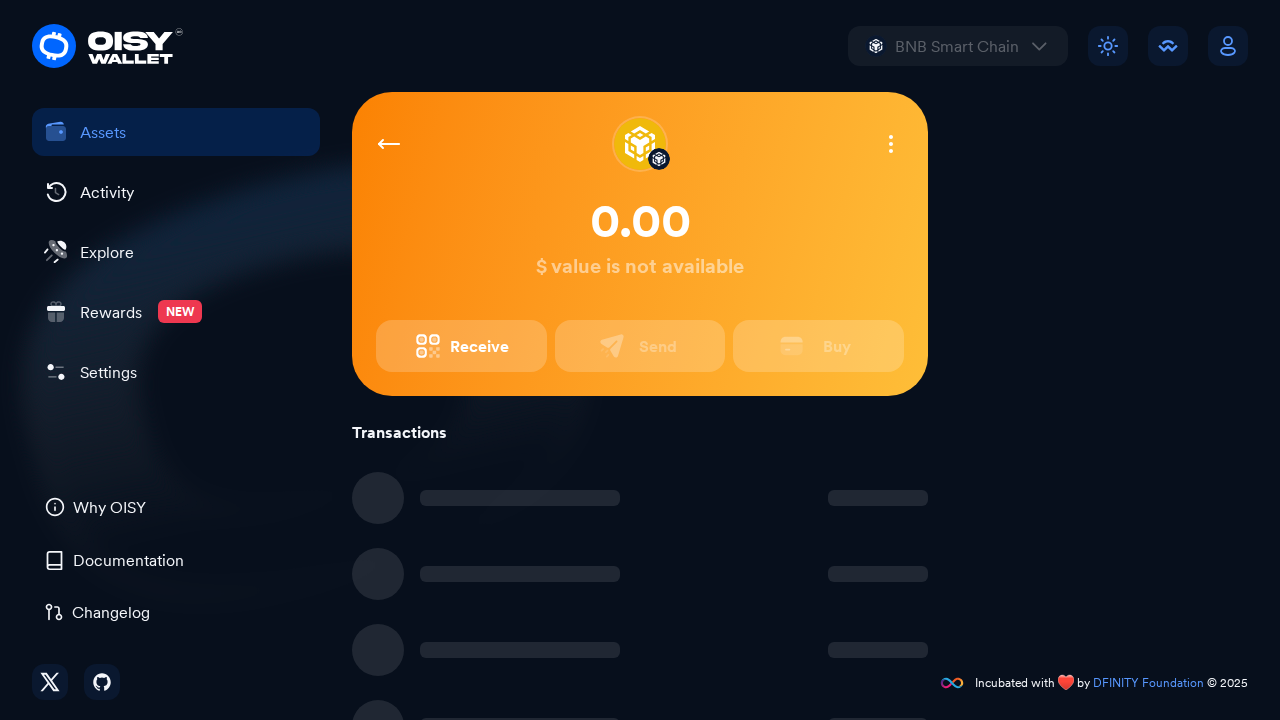 OISY
WALLET
BNB Smart Chain
Assets
Activity
Explore
Rewards
NEW
Settings
Why OISY
Documentation
Changelog
0.00
$ value is not available
Receive
Send
Buy
Transactions
Incubated with ❤️ by DFINITY Foundation © 2025